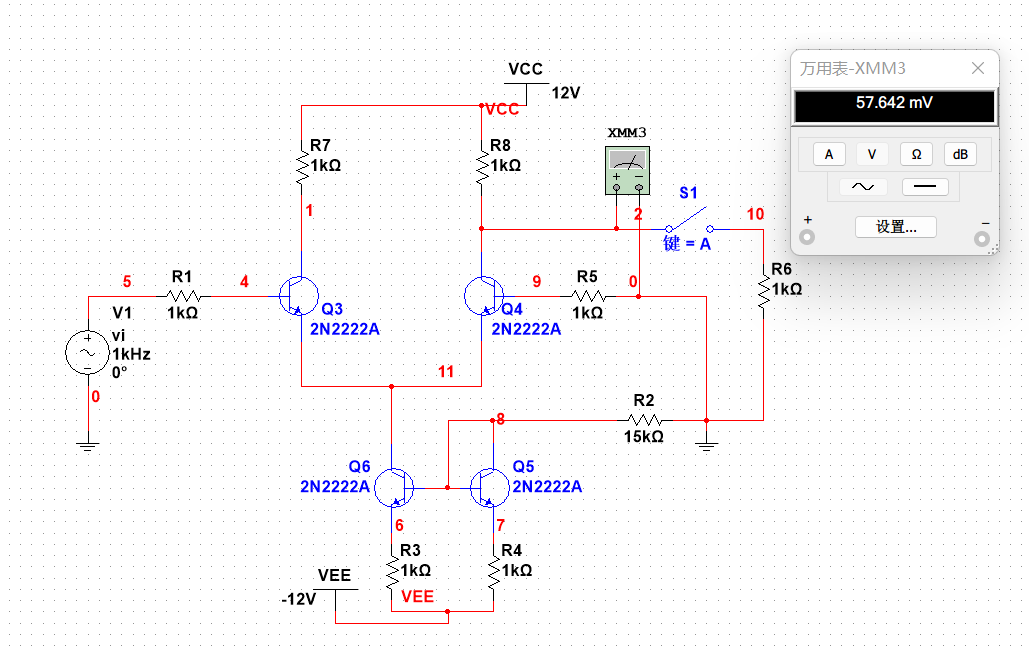 VCC
12V
VCC
R7
1kΩ
R8
1kΩ
XMM3
+ −
1
2
S1
键 = A
10
R6
1kΩ
5
R1
1kΩ
4
Q3
2N2222A
Q4
2N2222A
9
R5
1kΩ
0
V1
vi
1kHz
0°
0
11
8
R2
15kΩ
Q6
2N2222A
Q5
2N2222A
6
7
R3
1kΩ
R4
1kΩ
VEE
-12V
VEE
万用表-XMM3
57.642 mV
A V Ω dB
+ −
设置...